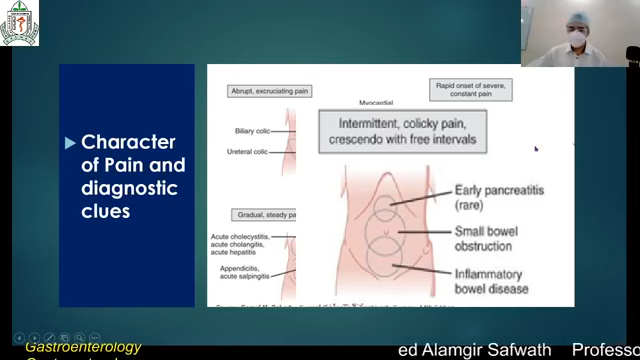 Character
of Pain and
diagnostic
clues
Abrupt, excruciating pain
Biliary colic
Ureteral colic
Myocardial
Rapid onset of severe,
constant pain
Intermittent, colicky pain,
crescendo with free intervals
Early pancreatitis
(rare)
Small bowel
obstruction
Inflammatory
bowel disease
Gradual, steady pa
Acute cholecystitis,
acute cholangitis,
acute hepatitis
Appendicitis,
acute salpingitis
Gastroenterology
ed Alamgir Safwath Professo